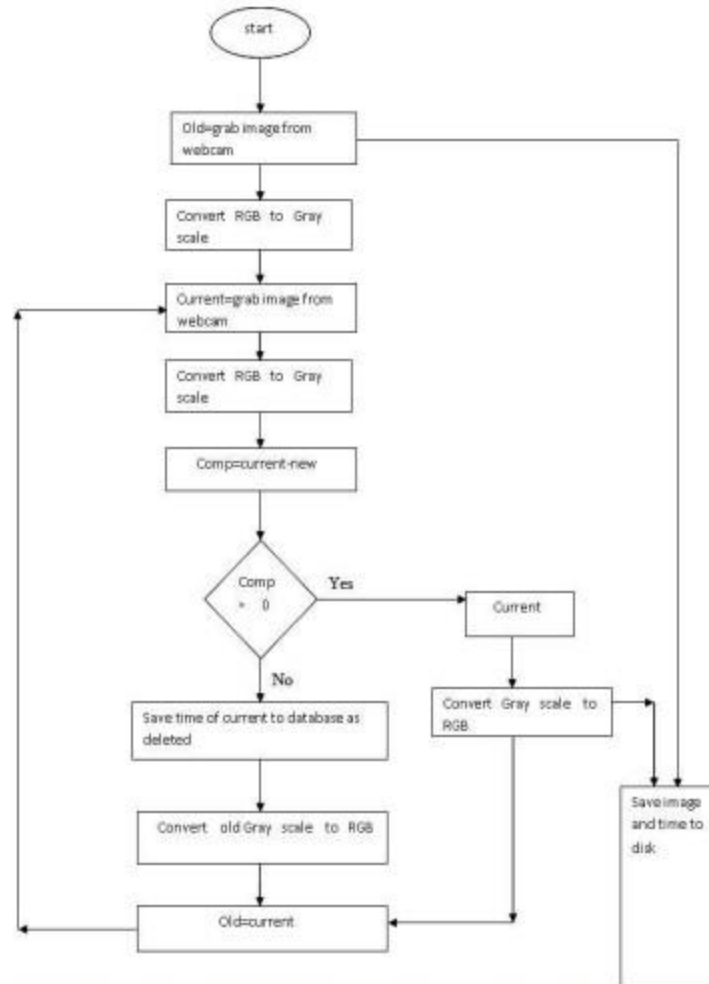 start
Old=grab image from
webcam
Convert RGB to Gray
scale
Current=grab image from
webcam
Convert RGB to Gray
scale
Comp=current-new
Comp
= 0
Yes
Current
No
Convert Gray scale to
RGB
Save time of current to database as
deleted
Save image
and time to
disk
Convert old Gray scale to RGB
Old=current